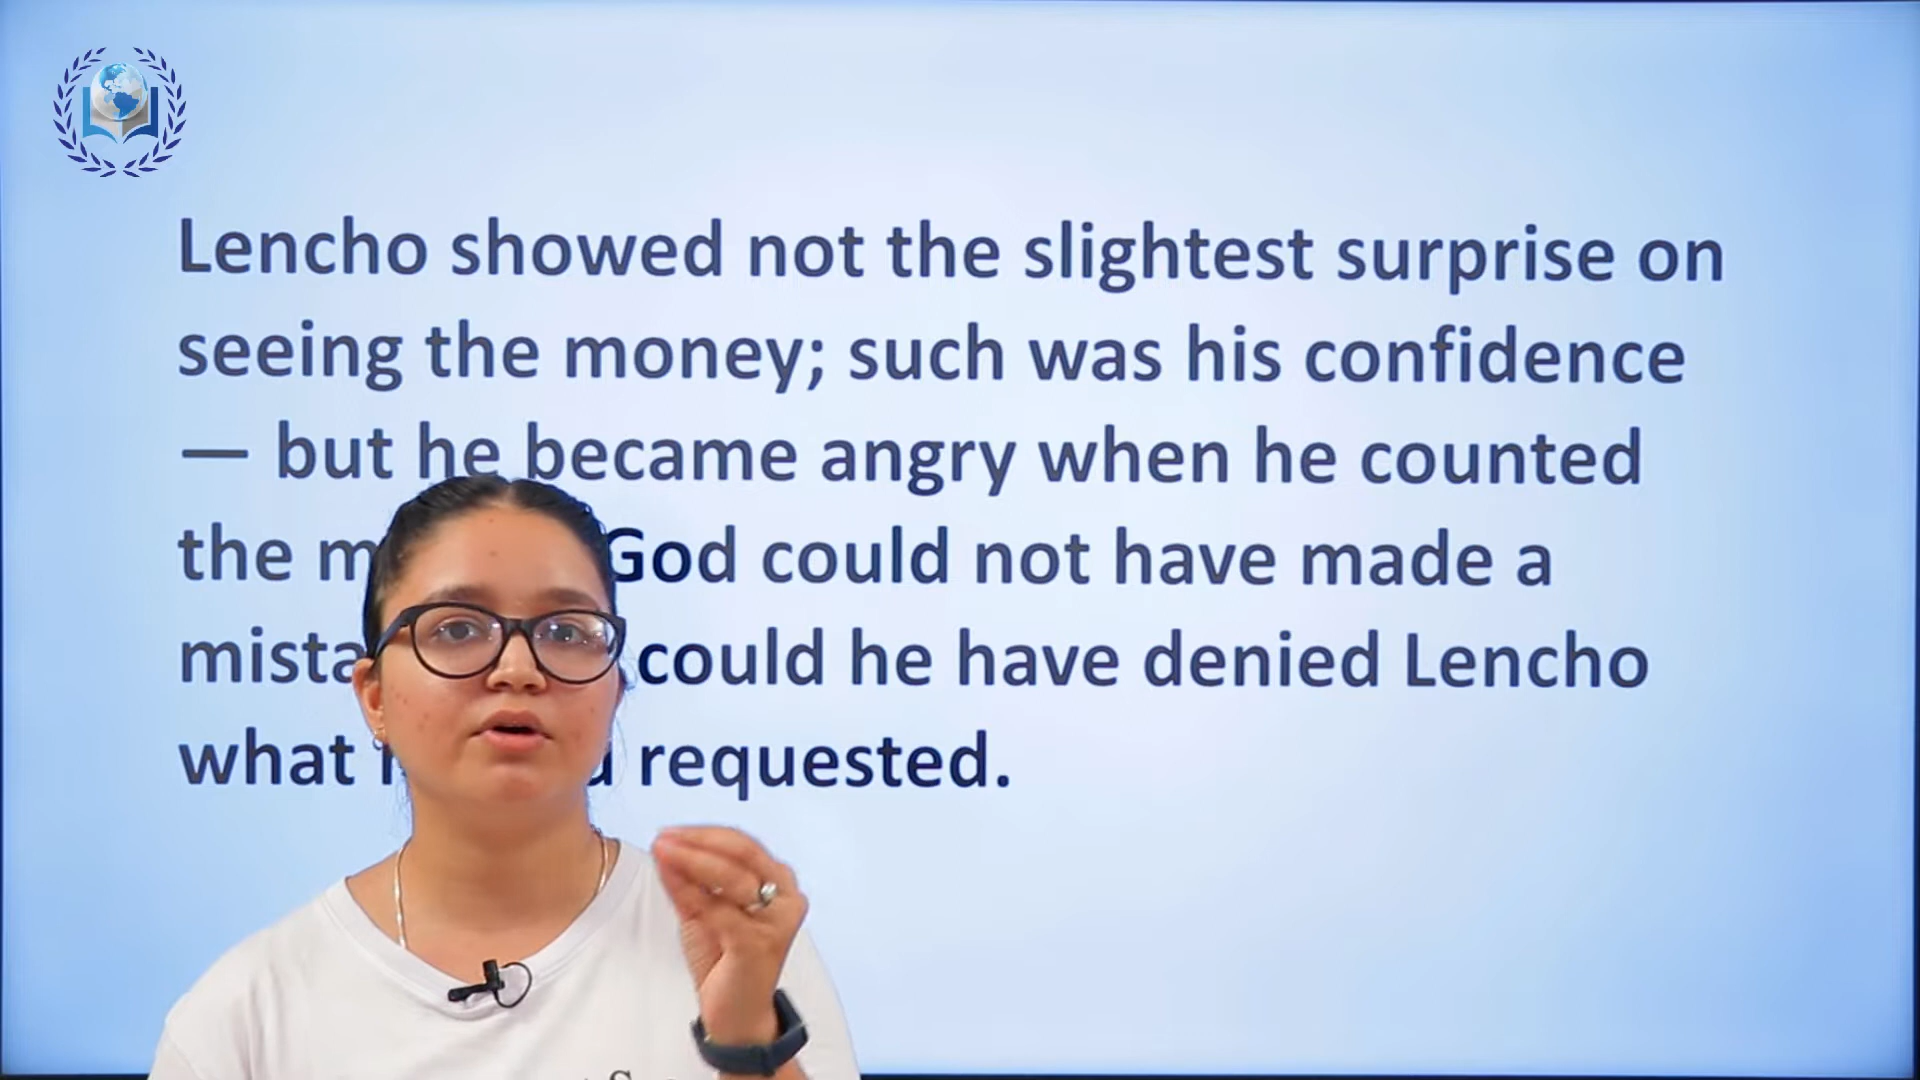 Lencho showed not the slightest surprise on
seeing the money; such was his confidence
— but he became angry when he counted
the God could not have made a
could he have denied Lencho
what requested.